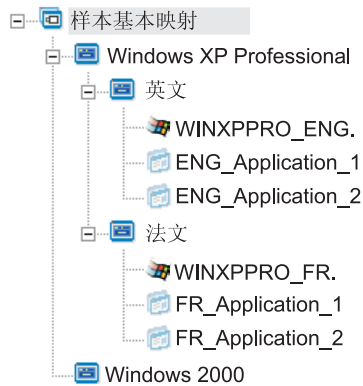 样本基本映射
Windows XP Professional
英文
WINXPPRO_ENG.
ENG_Application_1
ENG_Application_2
法文
WINXPPRO_FR.
FR_Application_1
FR_Application_2
Windows 2000